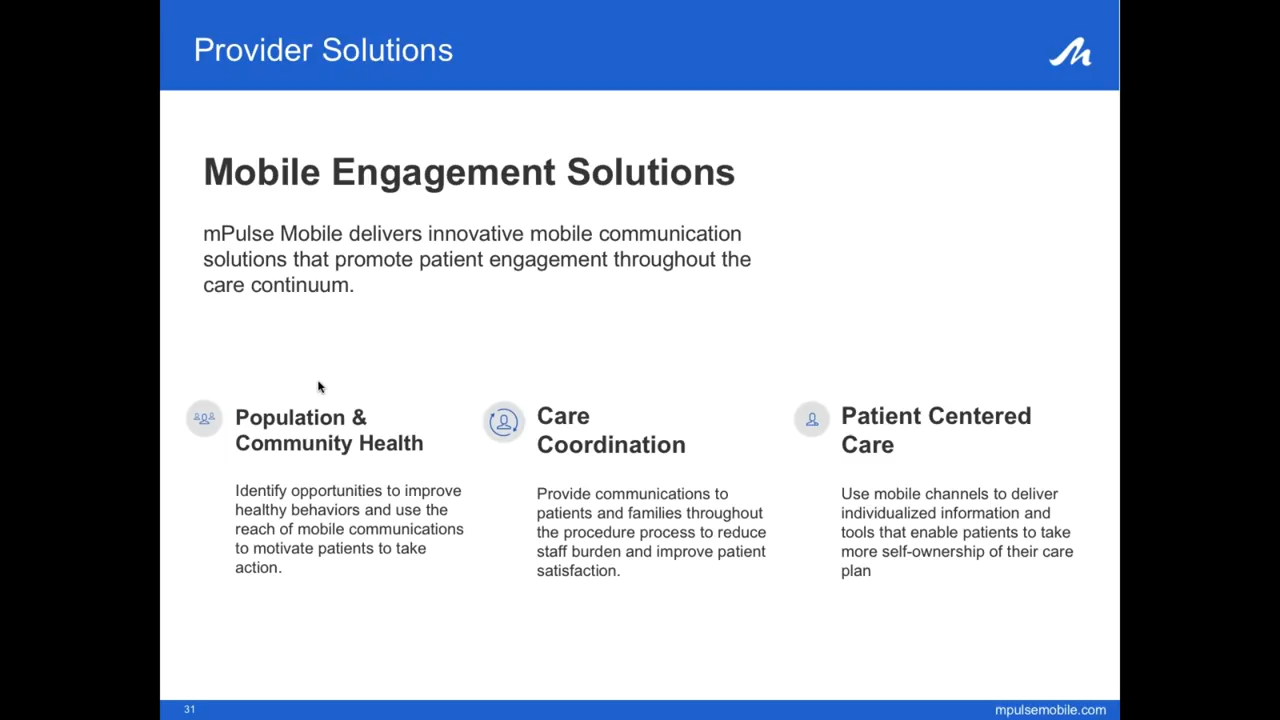 Provider Solutions
Mobile Engagement Solutions
mPulse Mobile delivers innovative mobile communication
solutions that promote patient engagement throughout the
care continuum.
Population &
Community Health
Identify opportunities to improve
healthy behaviors and use the
reach of mobile communications
to motivate patients to take
action.
Care
Coordination
Provide communications to
patients and families throughout
the procedure process to reduce
staff burden and improve patient
satisfaction.
Patient Centered
Care
Use mobile channels to deliver
individualized information and
tools that enable patients to take
more self-ownership of their care
plan
31
mpulsemobile.com